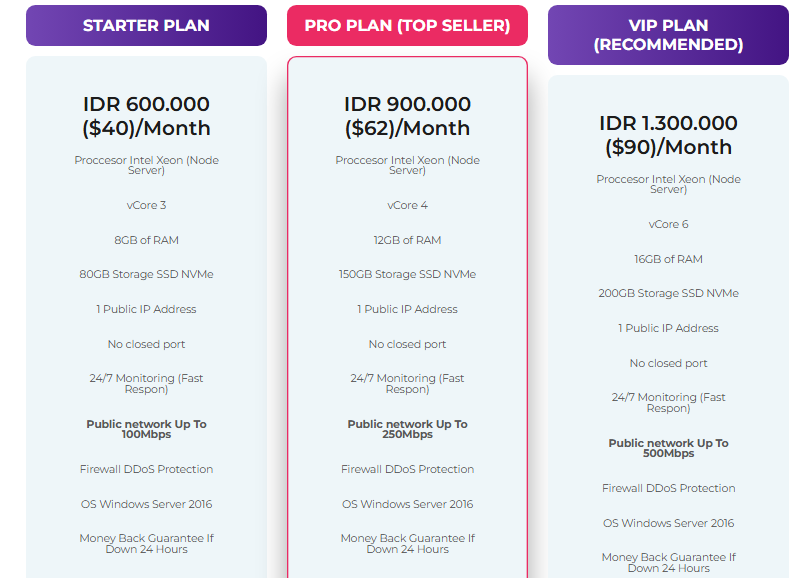 STARTER PLAN
IDR 600.000
($40)/Month
Proccesor Intel Xeon (Node
Server)
vCore 3
8GB of RAM
80GB Storage SSD NVMe
1 Public IP Address
No closed port
24/7 Monitoring (Fast
Respon)
Public network Up To
100Mbps
Firewall DDoS Protection
OS Windows Server 2016
Money Back Guarantee If
Down 24 Hours
PRO PLAN (TOP SELLER)
IDR 900.000
($62)/Month
Proccesor Intel Xeon (Node
Server)
vCore 4
12GB of RAM
150GB Storage SSD NVMe
1 Public IP Address
No closed port
24/7 Monitoring (Fast
Respon)
Public network Up To
250Mbps
Firewall DDoS Protection
OS Windows Server 2016
Money Back Guarantee If
Down 24 Hours
VIP PLAN
(RECOMMENDED)
IDR 1.300.000
($90)/Month
Proccesor Intel Xeon (Node
Server)
vCore 6
16GB of RAM
200GB Storage SSD NVMe
1 Public IP Address
No closed port
24/7 Monitoring (Fast
Respon)
Public network Up To
500Mbps
Firewall DDoS Protection
OS Windows Server 2016
Money Back Guarantee If
Down 24 Hours